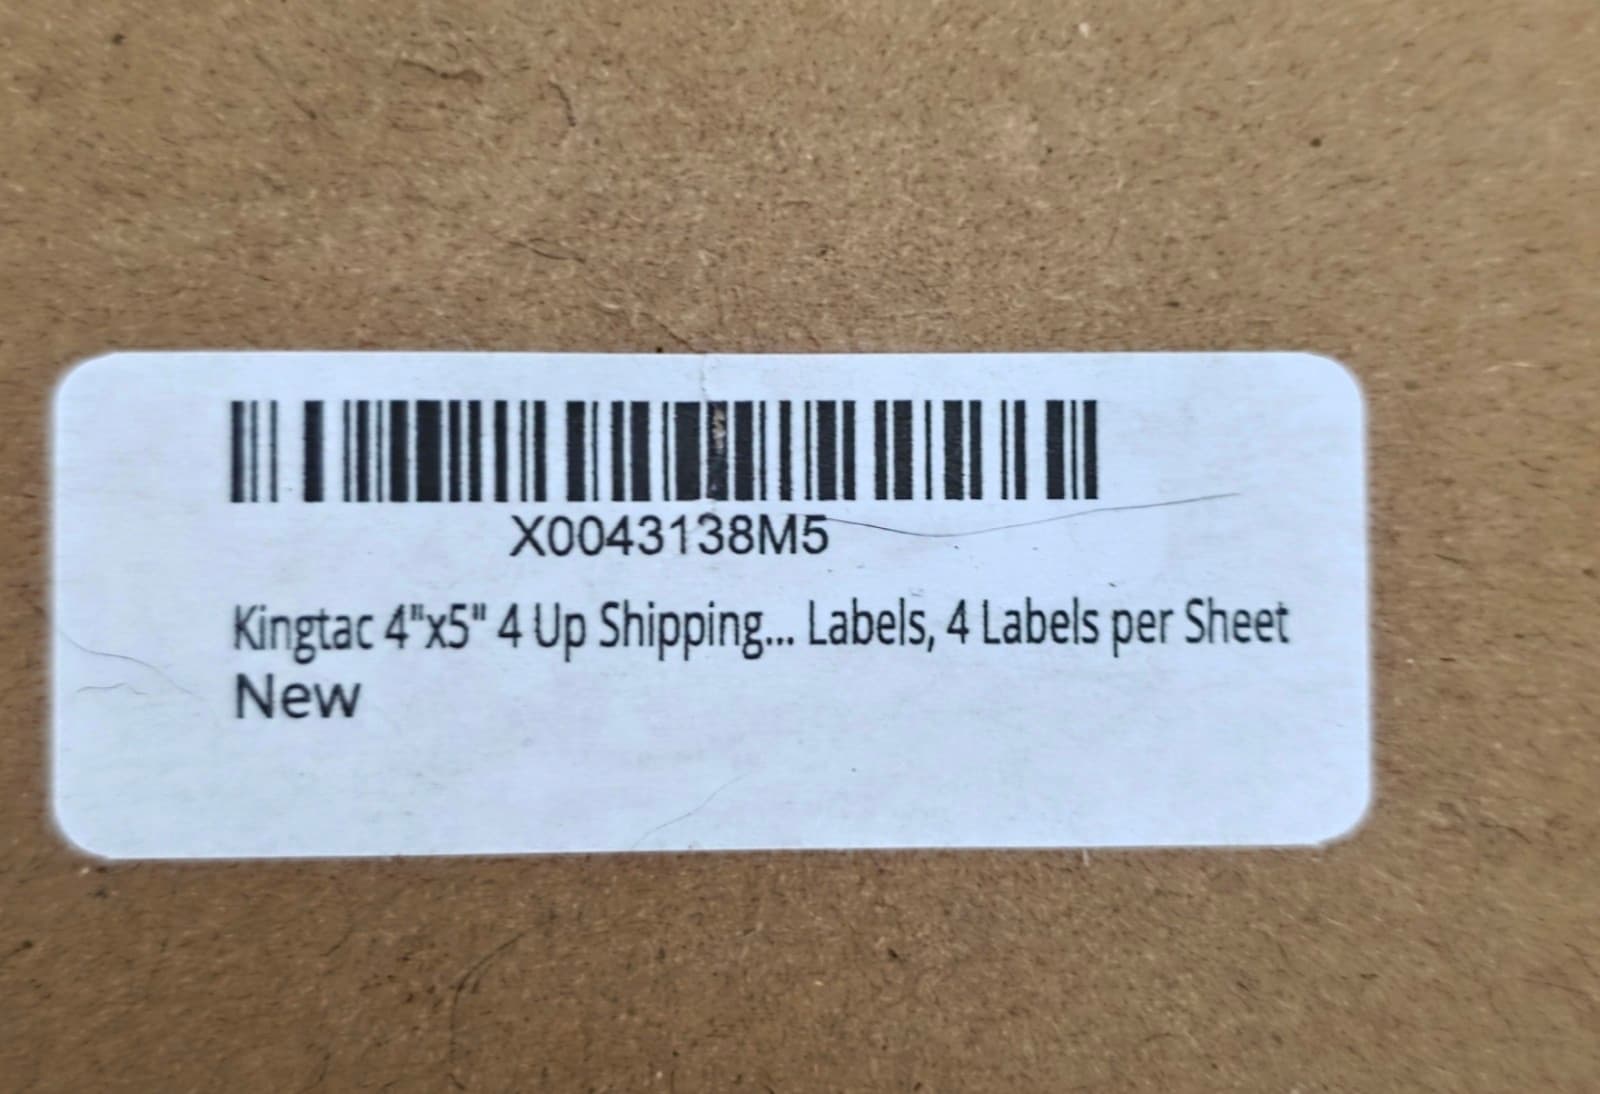 X0043138M5
Kingtac 4"x5" 4 Up Shipping... Labels, 4 Labels per Sheet
New